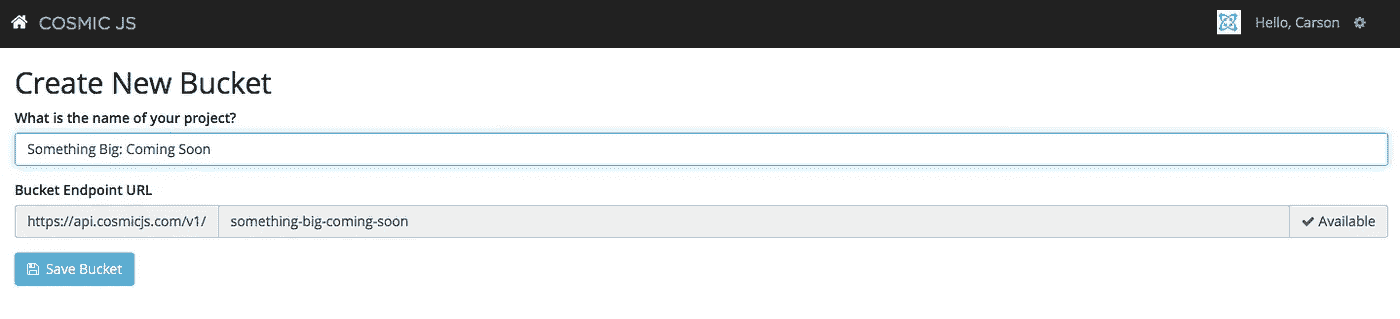 COSMIC JS
Hello, Carson
Create New Bucket
What is the name of your project?
Something Big: Coming Soon
Bucket Endpoint URL
https://api.cosmicjs.com/v1/ something-big-coming-soon Available
Save Bucket